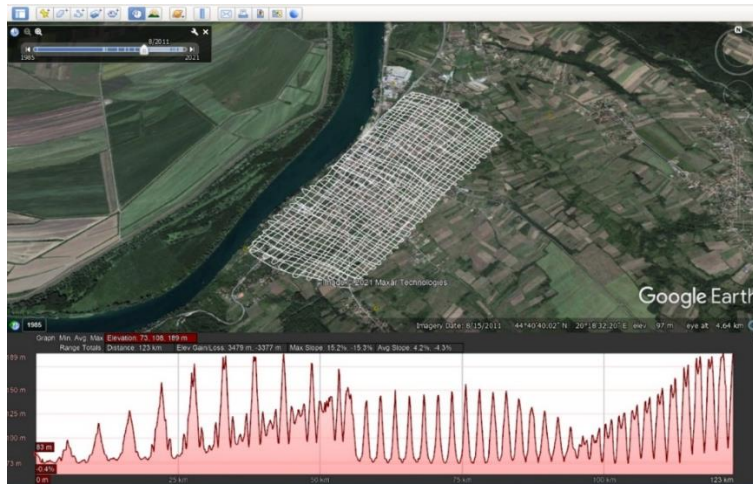 8/2011
1985
2021
N
Image © 2021 Maxar Technologies
Google Earth
1985
Imagery Date: 8/15/2011 44°40'40.02" N 20°18'32.20" E elev 97 m eye alt 4.64 km
Graph: Min, Avg, Max Elevation: 73, 108, 189 m
Range Totals: Distance: 123 km Elev Gain/Loss: 3479 m, -3377 m Max Slope: 15.2%, -15.3% Avg Slope: 4.2%, -4.3%
189 m
150 m
125 m
100 m
83 m
73 m
-0.4%
0 m
25 km
50 km
75 km
100 km
123 km